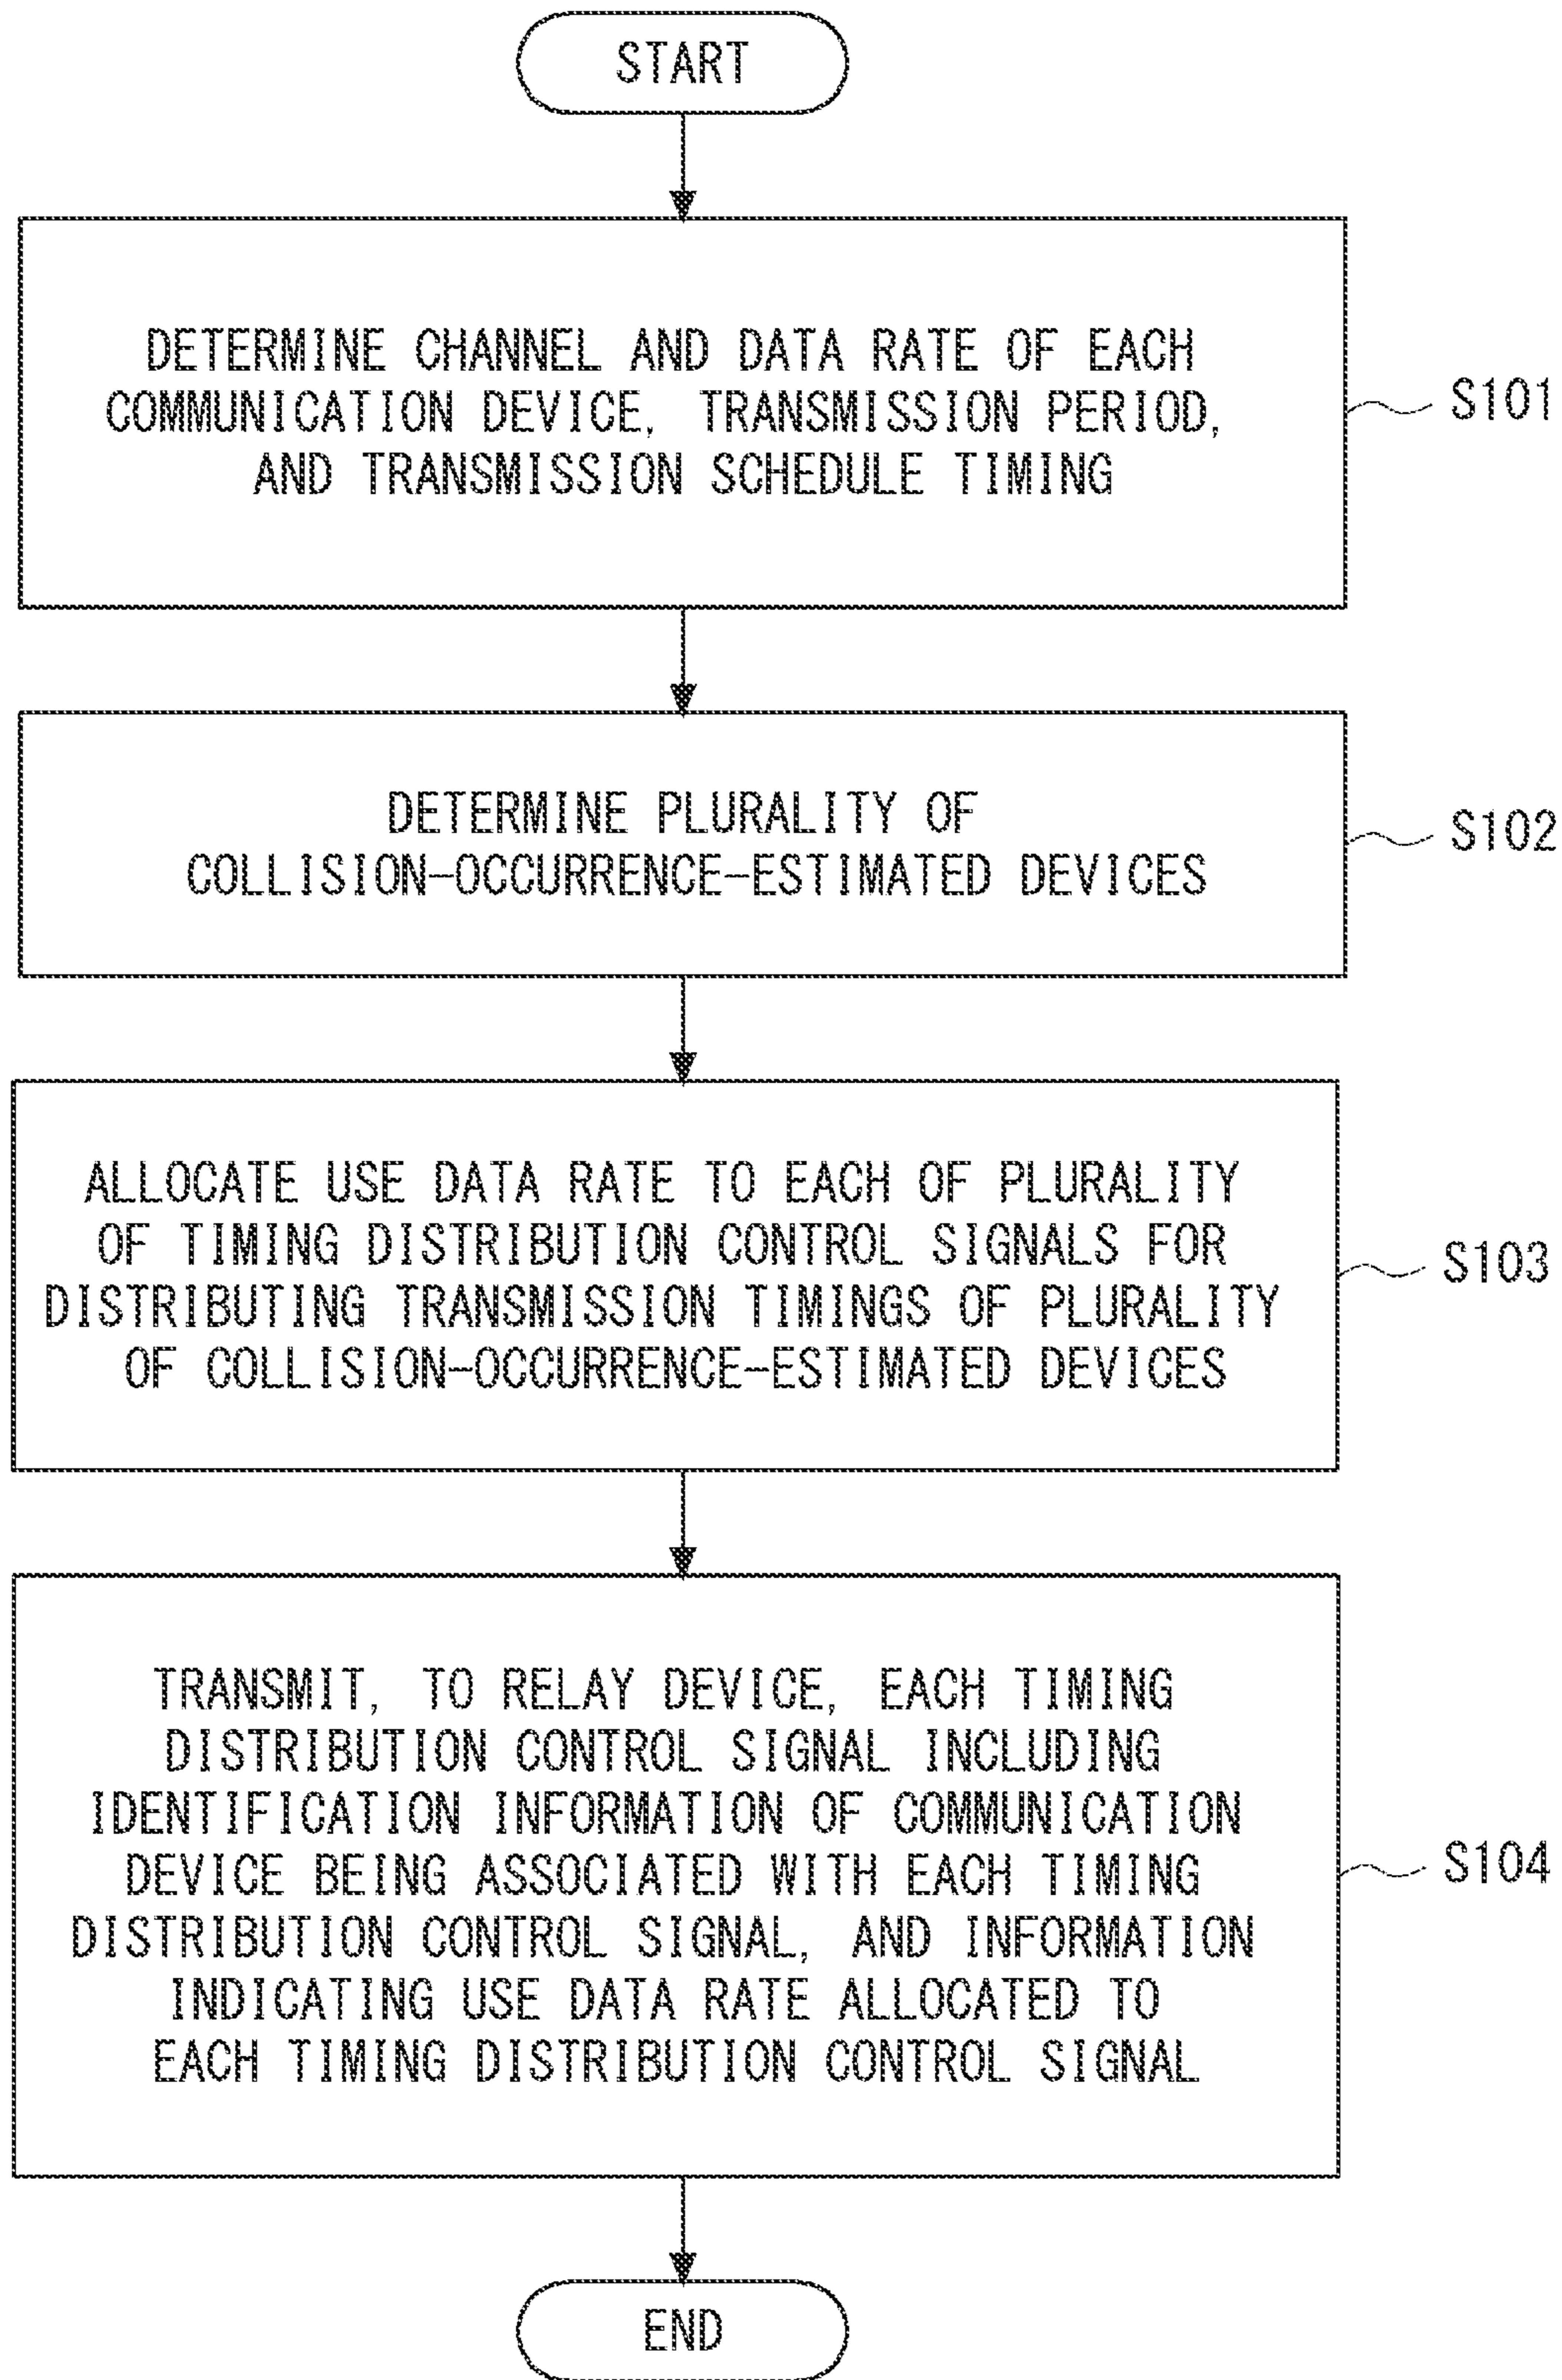 START
DETERMINE CHANNEL AND DATA RATE OF EACH
COMMUNICATION DEVICE, TRANSMISSION PERIOD,
AND TRANSMISSION SCHEDULE TIMING
S101
DETERMINE PLURALITY OF
COLLISION-OCCURRENCE-ESTIMATED DEVICES
S102
ALLOCATE USE DATA RATE TO EACH OF PLURALITY
OF TIMING DISTRIBUTION CONTROL SIGNALS FOR
DISTRIBUTING TRANSMISSION TIMINGS OF PLURALITY
OF COLLISION-OCCURRENCE-ESTIMATED DEVICES
S103
TRANSMIT, TO RELAY DEVICE, EACH TIMING
DISTRIBUTION CONTROL SIGNAL INCLUDING
IDENTIFICATION INFORMATION OF COMMUNICATION
DEVICE BEING ASSOCIATED WITH EACH TIMING
DISTRIBUTION CONTROL SIGNAL, AND INFORMATION
INDICATING USE DATA RATE ALLOCATED TO
EACH TIMING DISTRIBUTION CONTROL SIGNAL
S104
END